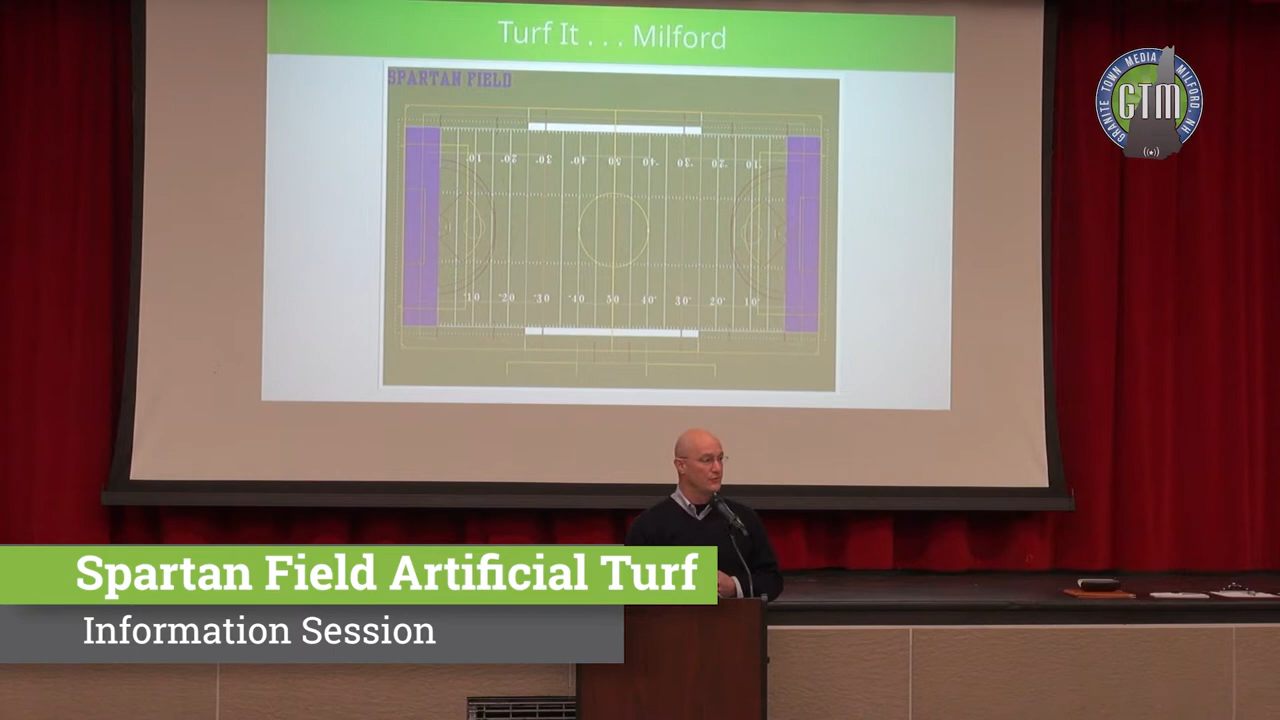 Turf It . . . Milford
SPARTAN FIELD
10 20 30 40 50 40 30 20 10
10 20 30 40 50 40 30 20 10
GRANITE TOWN MEDIA MILFORD, NH
GTM
Spartan Field Artificial Turf
Information Session